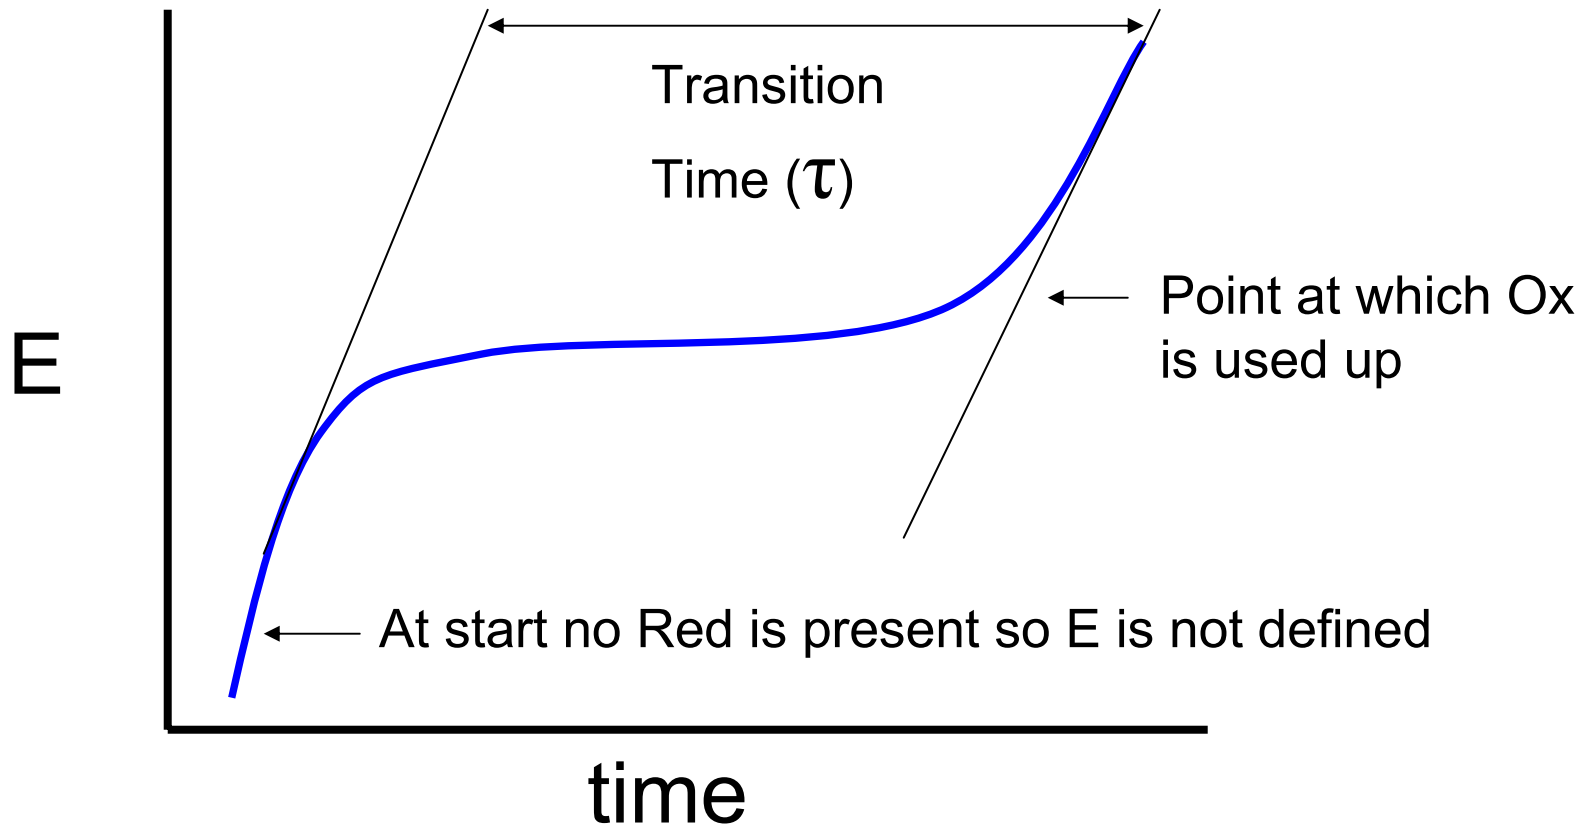 Transition
Time (τ)
E
Point at which Ox
is used up
At start no Red is present so E is not defined
time